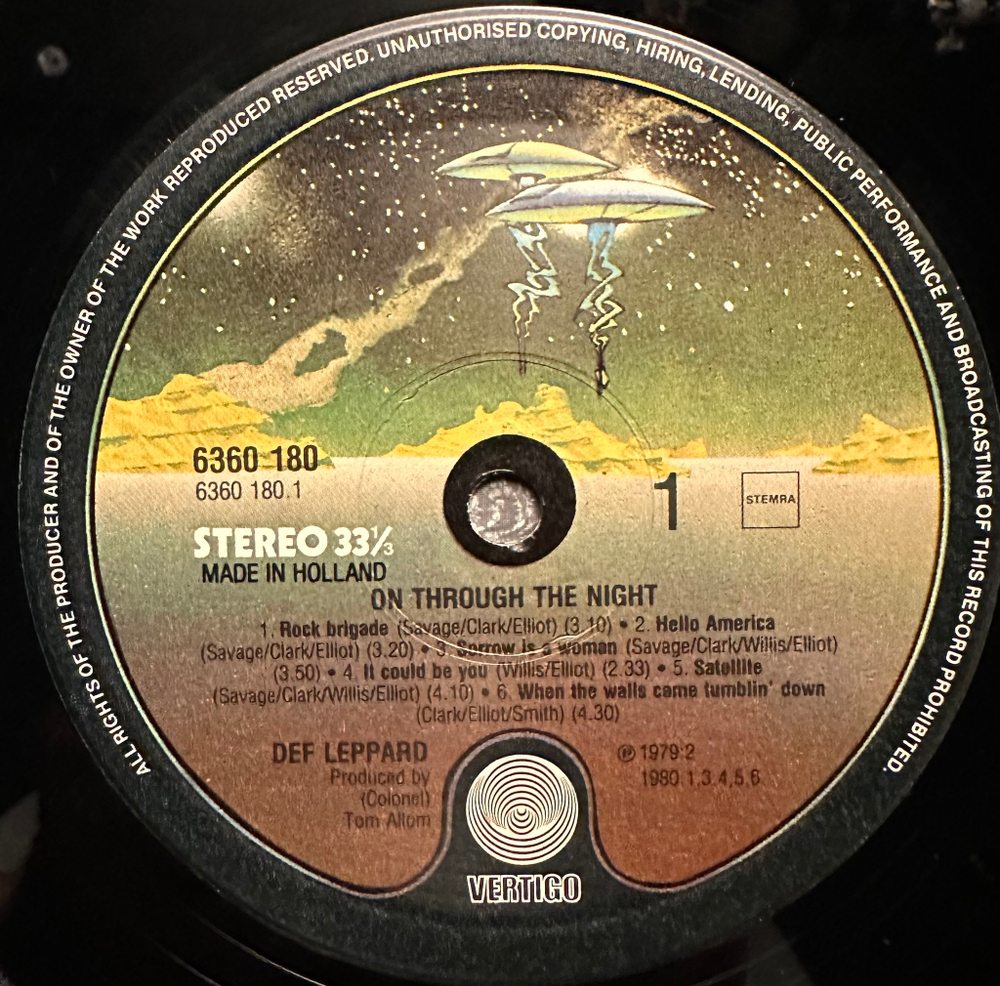 ALL RIGHTS OF THE PRODUCER AND OF THE OWNER OF THE WORK REPRODUCED RESERVED. UNAUTHORISED COPYING, HIRING, LENDING, PUBLIC PERFORMANCE AND BROADCASTING OF THIS RECORD PROHIBITED.
6360 180
6360 180.1
1
STEMRA
STEREO 33⅓
MADE IN HOLLAND
ON THROUGH THE NIGHT
1. Rock brigade (Savage/Clark/Elliot) (3.10) • 2. Hello America
(Savage/Clark/Elliot) (3.20) • 3. Sorrow is a woman (Savage/Clark/Willis/Elliot)
(3.50) • 4. It could be you (Willis/Elliot) (2.33) • 5. Satellite
(Savage/Clark/Willis/Elliot) (4.10) • 6. When the walls came tumblin' down
(Clark/Elliot/Smith) (4.30)
DEF LEPPARD
Produced by
(Colonel)
Tom Allom
℗ 1979:2
1980 1,3,4,5,6
VERTIGO